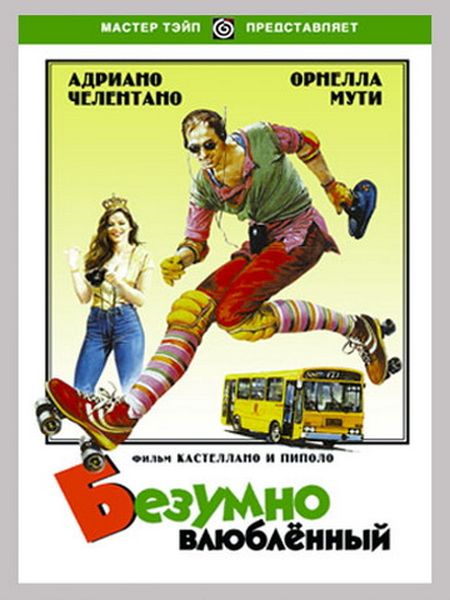 МАСТЕР ТЭЙП ПРЕДСТАВЛЯЕТ
АДРИАНО
ЧЕЛЕНТАНО
ОРНЕЛЛА
МУТИ
ФИЛЬМ КАСТЕЛЛАНО И ПИПОЛО
БЕЗУМНО
ВЛЮБЛЁННЫЙ